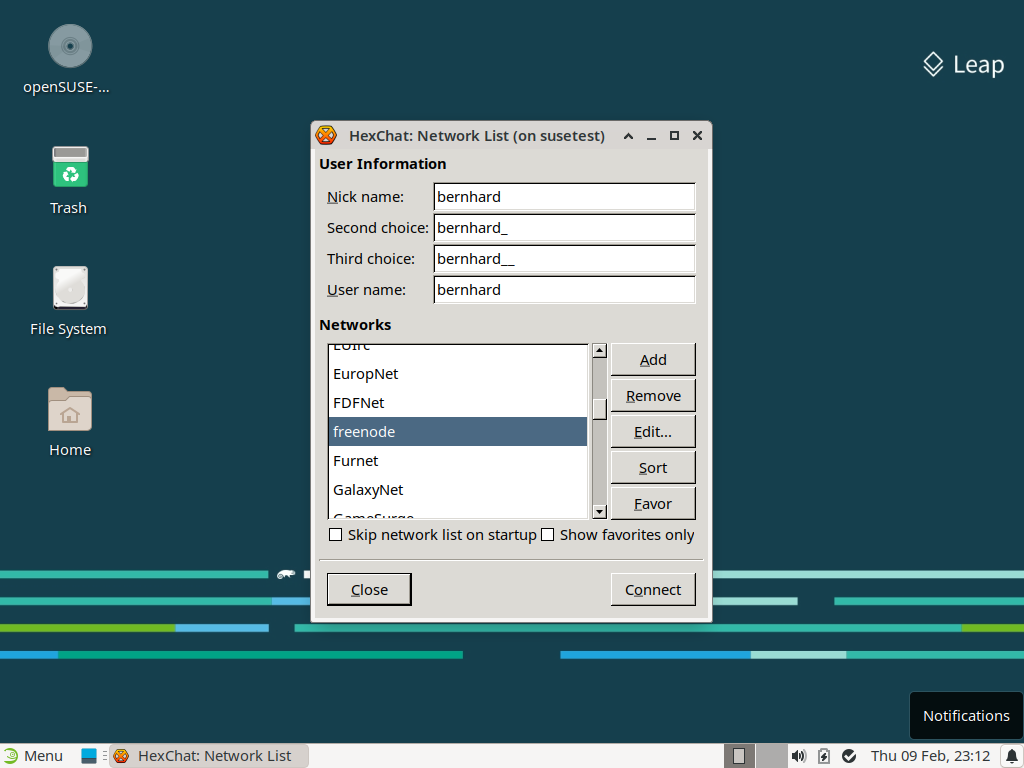 openSUSE-...
Leap
Trash
File System
Home
HexChat: Network List (on susetest)
User Information
Nick name: bernhard
Second choice: bernhard_
Third choice: bernhard__
User name: bernhard
Networks
EUIrc
EuropNet
FDFNet
freenode
Furnet
GalaxyNet
GameSurge
Add
Remove
Edit...
Sort
Favor
Skip network list on startup Show favorites only
Close Connect
Notifications
Menu HexChat: Network List Thu 09 Feb, 23:12